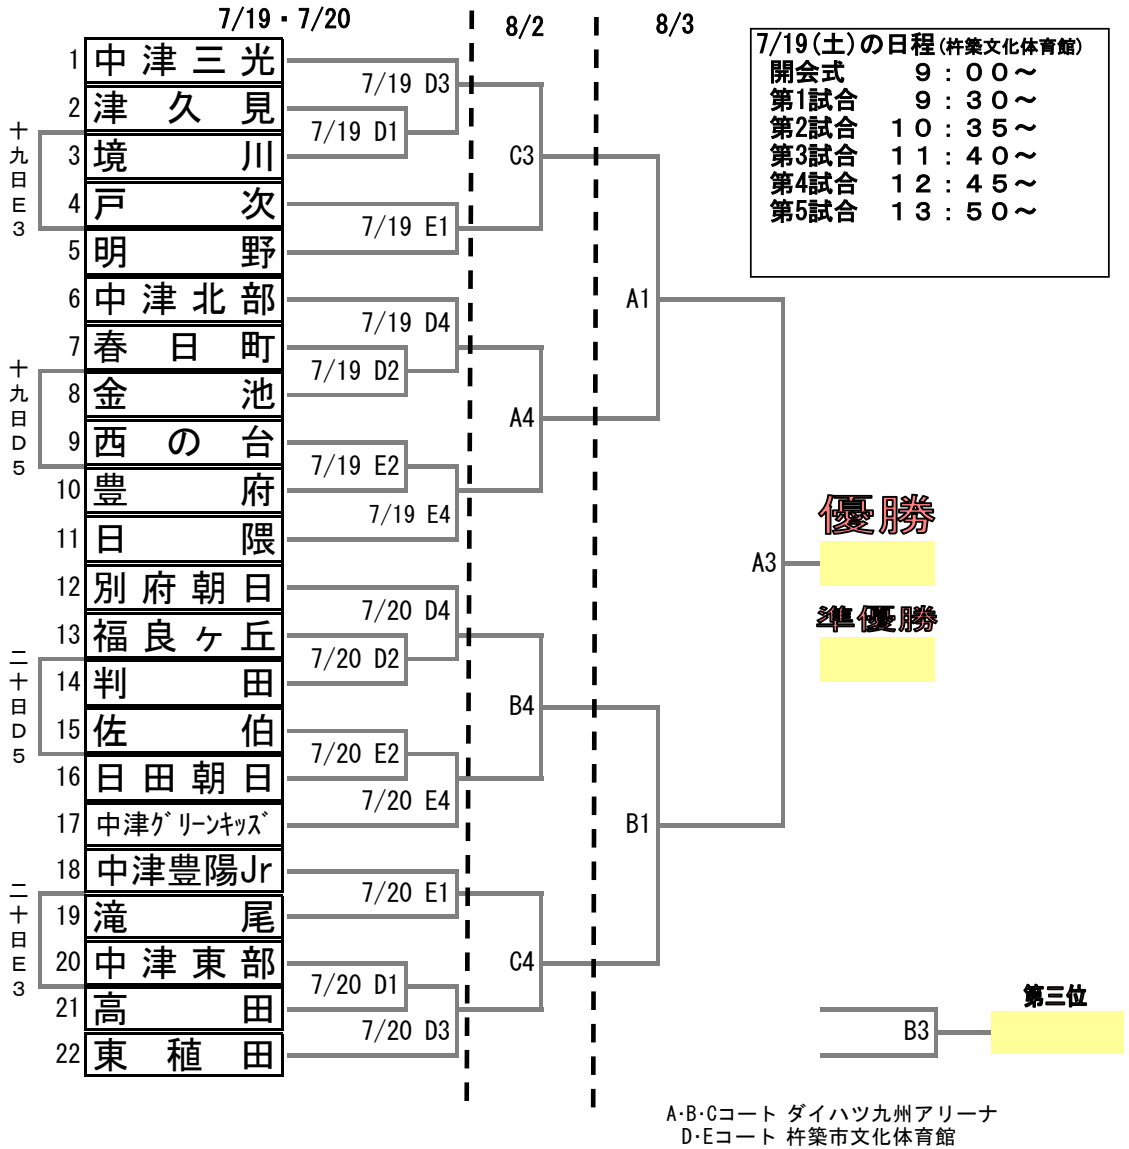 7/19・7/20
8/2
8/3
7/19(土)の日程(杵築文化体育館)
開会式 9：00～
第1試合 9：30～
第2試合 10：35～
第3試合 11：40～
第4試合 12：45～
第5試合 13：50～
1 中津三光
2 津久見
3 境川
4 戸次
5 明野
6 中津北部
7 春日町
8 金池
9 西の台
10 豊府
11 日隈
12 別府朝日
13 福良ヶ丘
14 判田
15 佐伯
16 日田朝日
17 中津ｸﾞﾘｰﾝｷｯｽﾞ
18 中津豊陽Jr
19 滝尾
20 中津東部
21 高田
22 東稙田
十九日E3
十九日D5
二十日D5
二十日E3
7/19 D3
7/19 D1
7/19 E1
7/19 D4
7/19 D2
7/19 E2
7/19 E4
7/20 D4
7/20 D2
7/20 E2
7/20 E4
7/20 E1
7/20 D1
7/20 D3
C3
A4
B4
C4
A1
B1
A3
優勝
準優勝
第三位
B3
A･B･Cコート ダイハツ九州アリーナ
D･Eコート 杵築市文化体育館